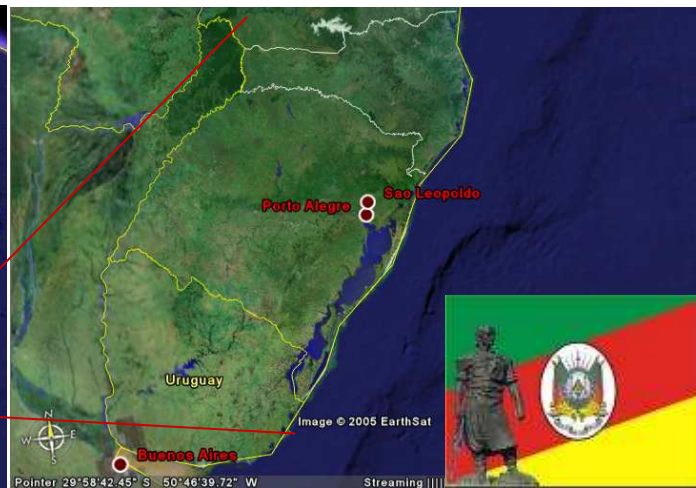 Sao Leopoldo
Porto Alegre
Uruguay
Image © 2005 EarthSat
N
W E
S
Buenos Aires
Pointer 29°58'42.45" S 50°46'39.72" W Streaming ||||